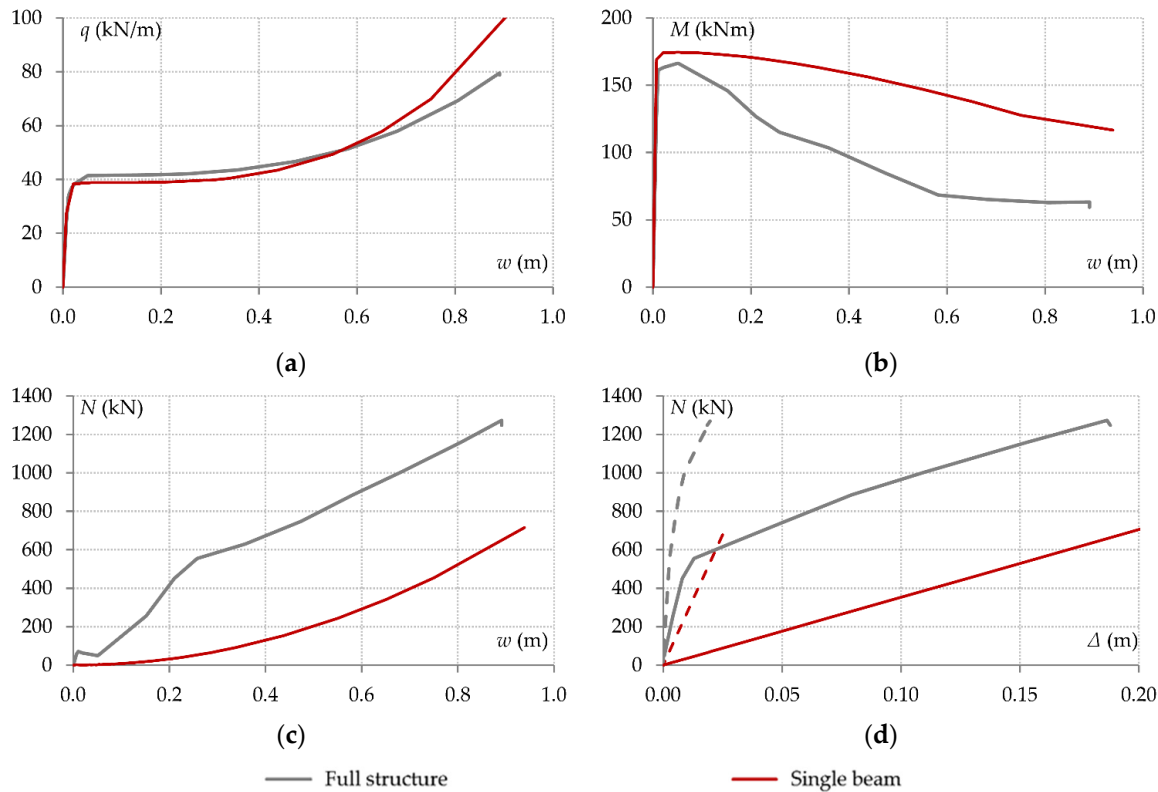 q (kN/m)
100
80
60
40
20
0
w (m)
0.0 0.2 0.4 0.6 0.8 1.0
(a)
M (kNm)
200
150
100
50
0
w (m)
0.0 0.2 0.4 0.6 0.8 1.0
(b)
N (kN)
1400
1200
1000
800
600
400
200
0
w (m)
0.0 0.2 0.4 0.6 0.8 1.0
(c)
N (kN)
1400
1200
1000
800
600
400
200
0
Δ (m)
0.00 0.05 0.10 0.15 0.20
(d)
Full structure Single beam